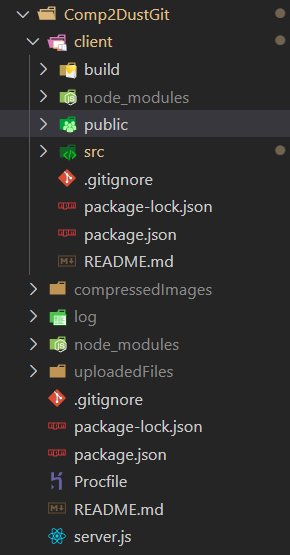 Comp2DustGit
client
build
node_modules
public
src
.gitignore
package-lock.json
package.json
README.md
compressedImages
log
node_modules
uploadedFiles
.gitignore
package-lock.json
package.json
Procfile
README.md
server.js